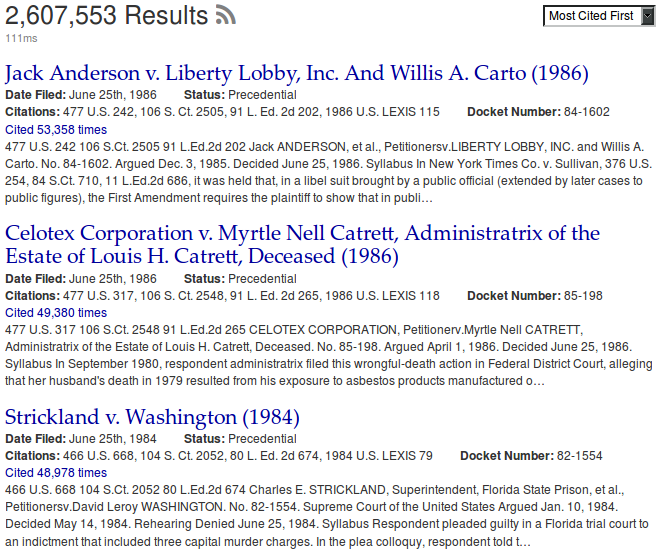 2,607,553 Results
Most Cited First
111ms
Jack Anderson v. Liberty Lobby, Inc. And Willis A. Carto (1986)
Date Filed: June 25th, 1986 Status: Precedential
Citations: 477 U.S. 242, 106 S. Ct. 2505, 91 L. Ed. 2d 202, 1986 U.S. LEXIS 115 Docket Number: 84-1602
Cited 53,358 times
477 U.S. 242 106 S.Ct. 2505 91 L.Ed.2d 202 Jack ANDERSON, et al., Petitionersv.LIBERTY LOBBY, INC. and Willis A.
Carto. No. 84-1602. Argued Dec. 3, 1985. Decided June 25, 1986. Syllabus In New York Times Co. v. Sullivan, 376 U.S.
254, 84 S.Ct. 710, 11 L.Ed.2d 686, it was held that, in a libel suit brought by a public official (extended by later cases to
public figures), the First Amendment requires the plaintiff to show that in publi…
Celotex Corporation v. Myrtle Nell Catrett, Administratrix of the
Estate of Louis H. Catrett, Deceased (1986)
Date Filed: June 25th, 1986 Status: Precedential
Citations: 477 U.S. 317, 106 S. Ct. 2548, 91 L. Ed. 2d 265, 1986 U.S. LEXIS 118 Docket Number: 85-198
Cited 49,380 times
477 U.S. 317 106 S.Ct. 2548 91 L.Ed.2d 265 CELOTEX CORPORATION, Petitionerv.Myrtle Nell CATRETT,
Administratrix of the Estate of Louis H. Catrett, Deceased. No. 85-198. Argued April 1, 1986. Decided June 25, 1986.
Syllabus In September 1980, respondent administratrix filed this wrongful-death action in Federal District Court, alleging
that her husband's death in 1979 resulted from his exposure to asbestos products manufactured o…
Strickland v. Washington (1984)
Date Filed: June 25th, 1984 Status: Precedential
Citations: 466 U.S. 668, 104 S. Ct. 2052, 80 L. Ed. 2d 674, 1984 U.S. LEXIS 79 Docket Number: 82-1554
Cited 48,978 times
466 U.S. 668 104 S.Ct. 2052 80 L.Ed.2d 674 Charles E. STRICKLAND, Superintendent, Florida State Prison, et al.,
Petitionersv.David Leroy WASHINGTON. No. 82-1554. Supreme Court of the United States Argued Jan. 10, 1984.
Decided May 14, 1984. Rehearing Denied June 25, 1984. Syllabus Respondent pleaded guilty in a Florida trial court to
an indictment that included three capital murder charges. In the plea colloquy, respondent told t…